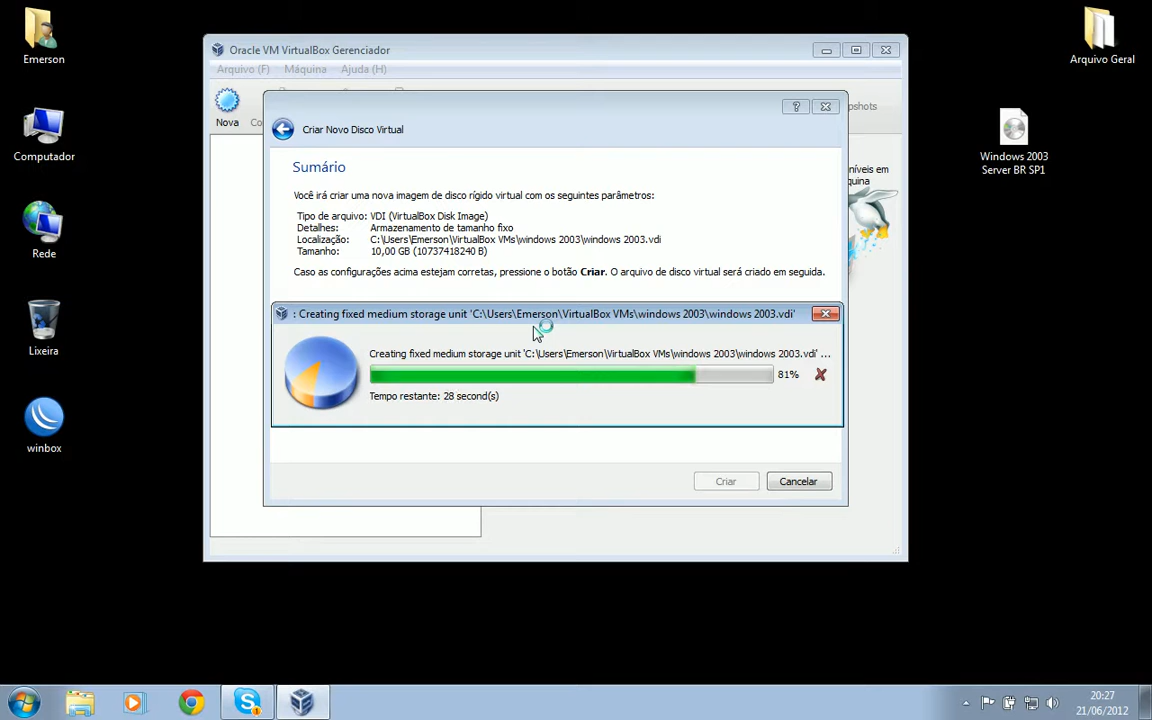 Emerson
Computador
Rede
Lixeira
winbox
Arquivo Geral
Windows 2003
Server BR SP1
Oracle VM VirtualBox Gerenciador
Arquivo (F) Máquina Ajuda (H)
Nova
Co
pshots
níveis em
quina
Criar Novo Disco Virtual
Sumário
Você irá criar uma nova imagem de disco rígido virtual com os seguintes parâmetros:
Tipo de arquivo: VDI (VirtualBox Disk Image)
Detalhes: Armazenamento de tamanho fixo
Localização: C:\Users\Emerson\VirtualBox VMs\windows 2003\windows 2003.vdi
Tamanho: 10,00 GB (10737418240 B)
Caso as configurações acima estejam corretas, pressione o botão Criar. O arquivo de disco virtual será criado em seguida.
: Creating fixed medium storage unit 'C:\Users\Emerson\VirtualBox VMs\windows 2003\windows 2003.vdi'
Creating fixed medium storage unit 'C:\Users\Emerson\VirtualBox VMs\windows 2003\windows 2003.vdi' ...
81%
Tempo restante: 28 second(s)
Criar Cancelar
20:27
21/06/2012